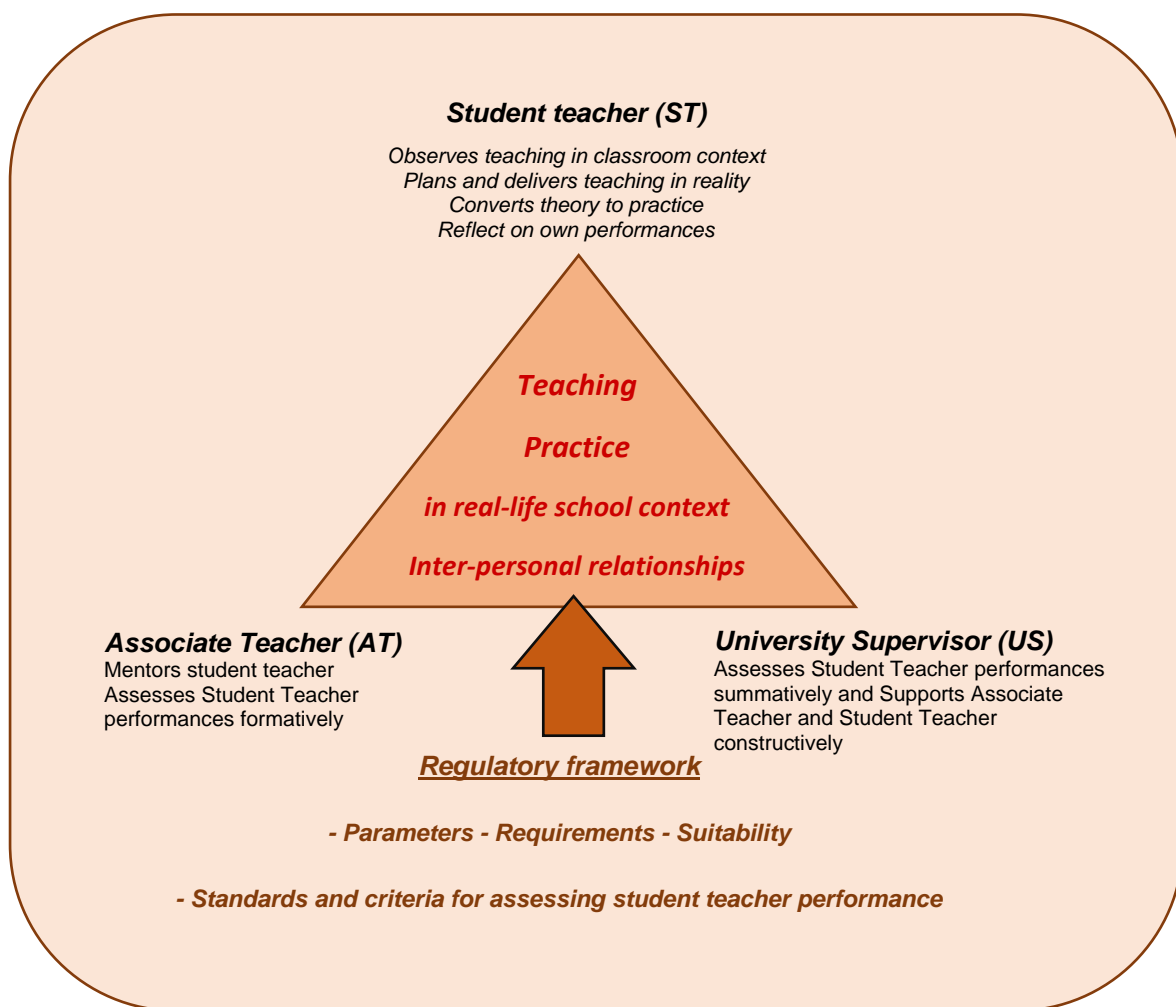 Student teacher (ST)
Observes teaching in classroom context
Plans and delivers teaching in reality
Converts theory to practice
Reflect on own performances
Teaching
Practice
in real-life school context
Inter-personal relationships
Associate Teacher (AT)
Mentors student teacher
Assesses Student Teacher
performances formatively
University Supervisor (US)
Assesses Student Teacher performances
summatively and Supports Associate
Teacher and Student Teacher
constructively
Regulatory framework
- Parameters - Requirements - Suitability
- Standards and criteria for assessing student teacher performance